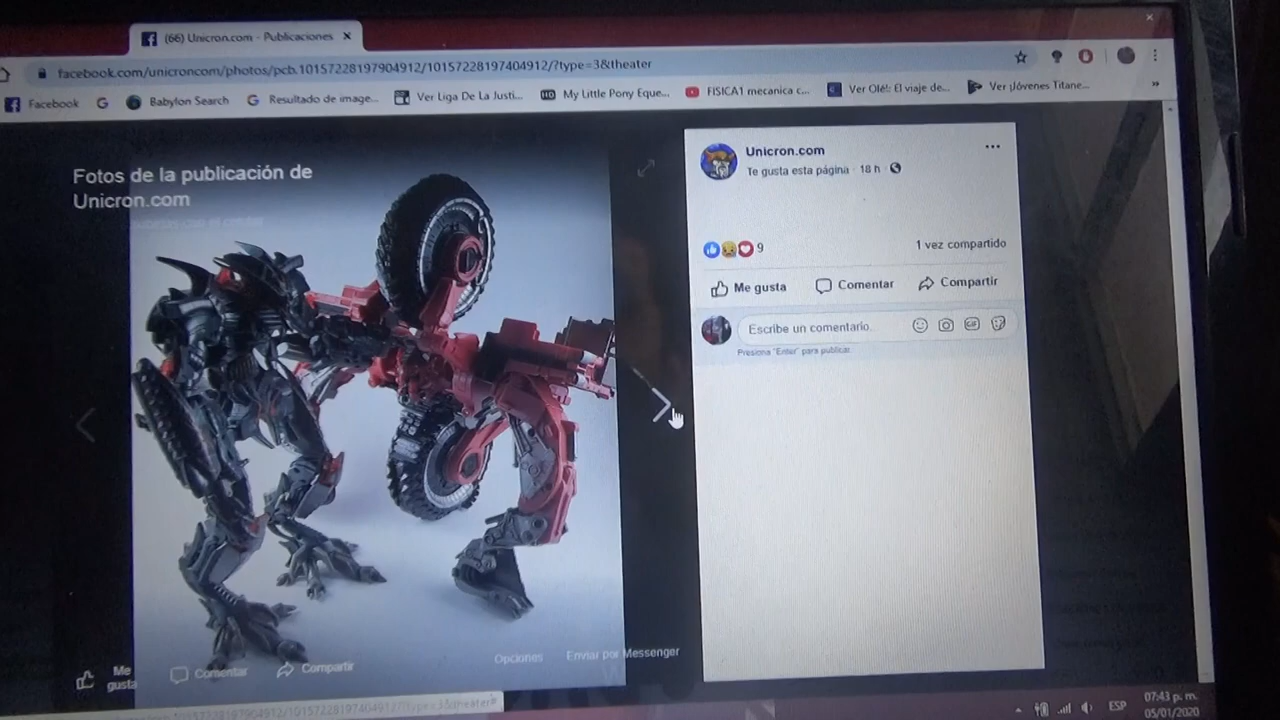 (66) Unicron.com - Publicaciones
facebook.com/unicroncom/photos/pcb.10157228197904912/10157228197404912/?type=3&theater
Facebook
Babylon Search
Resultado de image...
Ver Liga De La Justi...
My Little Pony Eque...
FISICA1 mecanica c...
Ver Olé!: El viaje de...
Ver ¡Jóvenes Titane...
Fotos de la publicación de
Unicron.com
Unicron.com
Te gusta esta página · 18 h ·
9
1 vez compartido
Me gusta
Comentar
Compartir
Escribe un comentario...
GIF
Presiona "Enter" para publicar.
Me
gusta
Comentar
Compartir
Opciones
Enviar por Messenger
ESP
07:43 p. m.
05/01/2020